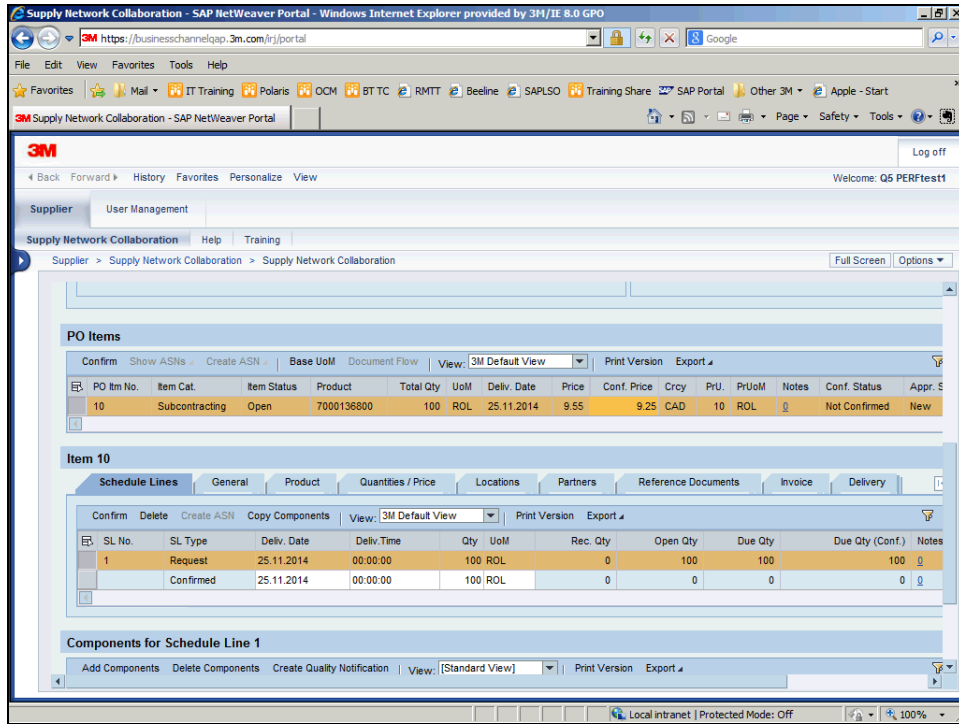 Supply Network Collaboration - SAP NetWeaver Portal - Windows Internet Explorer provided by 3M/IE 8.0 GPO
3M https://businesschannelqap.3m.com/irj/portal Google
File Edit View Favorites Tools Help
Favorites Mail IT Training Polaris OCM BT TC RMTT Beeline SAPLSO Training Share SAP Portal Other 3M Apple - Start
3M Supply Network Collaboration - SAP NetWeaver Portal Page Safety Tools
3M Log off
Back Forward History Favorites Personalize View Welcome: Q5 PERFtest1
Supplier User Management
Supply Network Collaboration Help Training
Supplier > Supply Network Collaboration > Supply Network Collaboration Full Screen Options
PO Items
Confirm Show ASNs Create ASN Base UoM Document Flow View: 3M Default View Print Version Export
PO Itm No. Item Cat. Item Status Product Total Qty UoM Deliv. Date Price Conf. Price Crcy PrU. PrUoM Notes Conf. Status Appr. S
10 Subcontracting Open 7000136800 100 ROL 25.11.2014 9.55 9.25 CAD 10 ROL 0 Not Confirmed New
Item 10
Schedule Lines General Product Quantities / Price Locations Partners Reference Documents Invoice Delivery
Confirm Delete Create ASN Copy Components View: 3M Default View Print Version Export
SL No. SL Type Deliv. Date Deliv.Time Qty UoM Rec. Qty Open Qty Due Qty Due Qty (Conf.) Notes
1 Request 25.11.2014 00:00:00 100 ROL 0 100 100 100 0
Confirmed 25.11.2014 00:00:00 100 ROL 0 0 0 0 0
Components for Schedule Line 1
Add Components Delete Components Create Quality Notification View: [Standard View] Print Version Export
Local intranet | Protected Mode: Off 100%